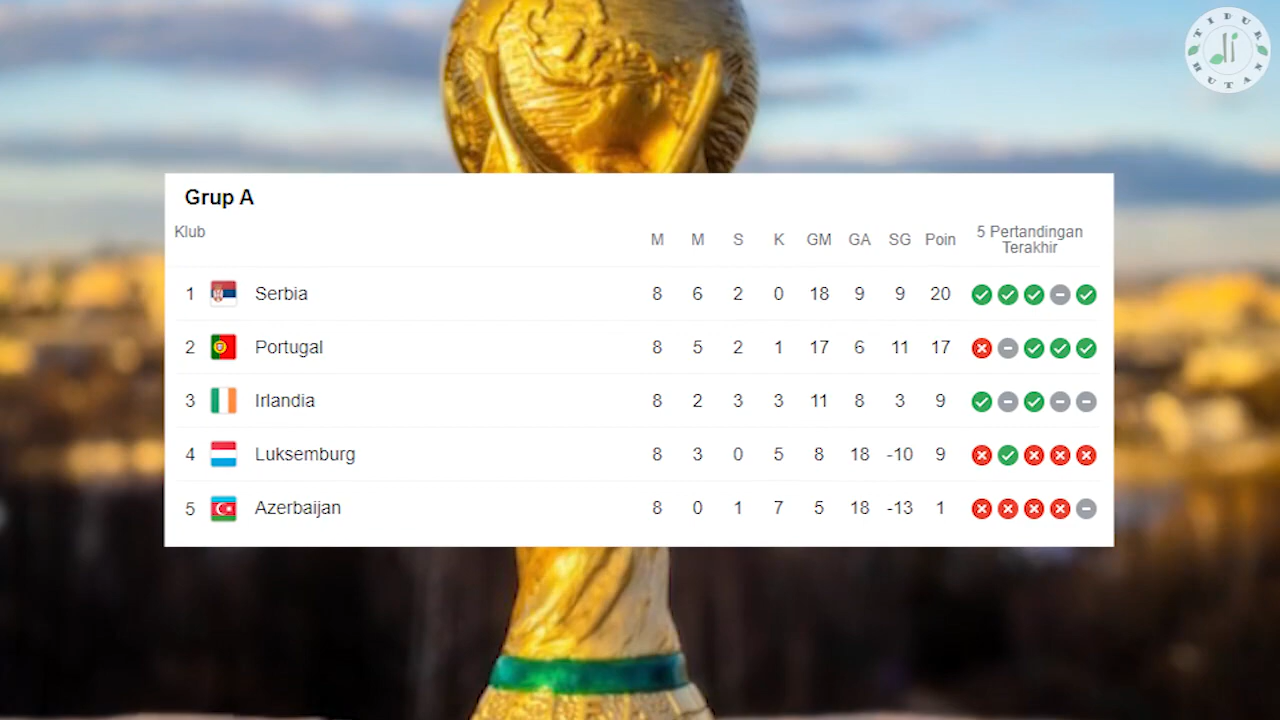 TIDUR
HUTAN
Grup A
Klub M M S K GM GA SG Poin 5 Pertandingan
Terakhir
1 Serbia 8 6 2 0 18 9 9 20
2 Portugal 8 5 2 1 17 6 11 17
3 Irlandia 8 2 3 3 11 8 3 9
4 Luksemburg 8 3 0 5 8 18 -10 9
5 Azerbaijan 8 0 1 7 5 18 -13 1